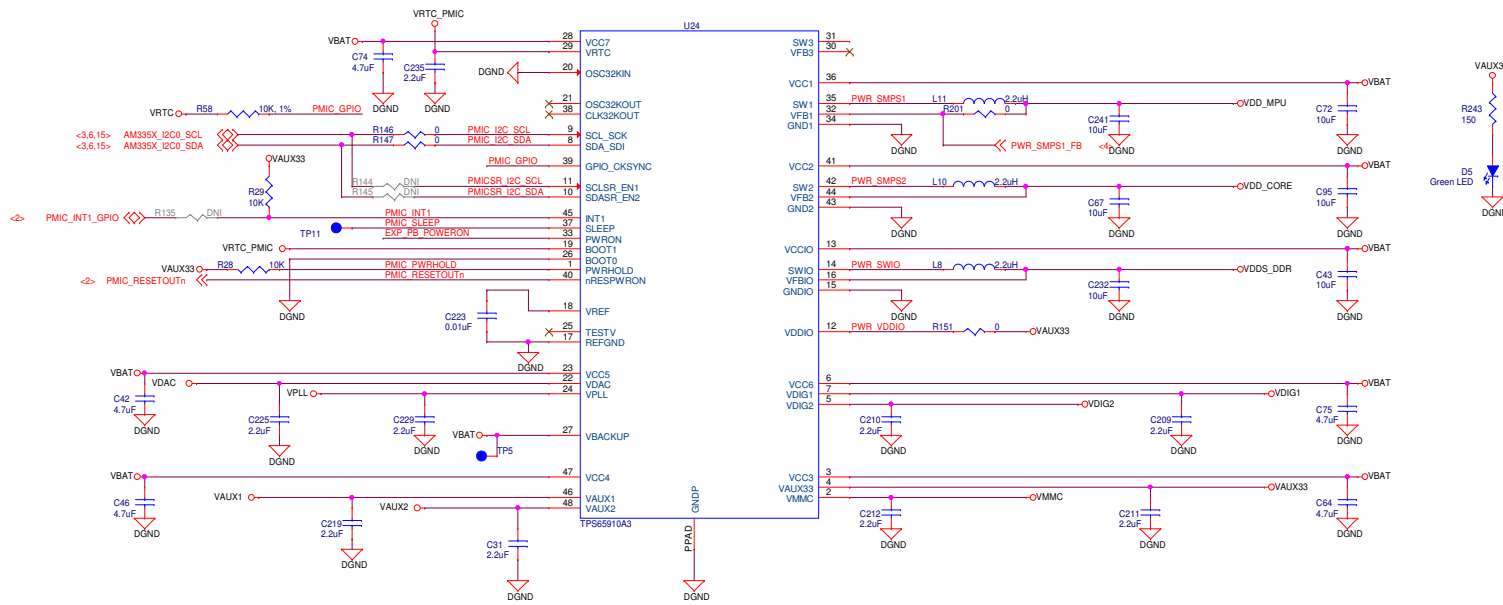 VRTC_PMIC
U24
VBAT
28
VCC7
29
VRTC
C74
4.7uF
C235
2.2uF
DGND
DGND
DGND
20
OSC32KIN
21
OSC32KOUT
38
CLK32KOUT
VRTC
R58
10K, 1%
PMIC_GPIO
<3,6,15>
AM335X_I2C0_SCL
R146
0
PMIC_I2C_SCL
9
SCL_SCK
<3,6,15>
AM335X_I2C0_SDA
R147
0
PMIC_I2C_SDA
8
SDA_SDI
VAUX33
PMIC_GPIO
39
GPIO_CKSYNC
R144
DNI
PMICSR_I2C_SCL
11
SCLSR_EN1
R145
DNI
PMICSR_I2C_SDA
10
SDASR_EN2
R29
10K
<2>
PMIC_INT1_GPIO
R135
DNI
PMIC_INT1
45
INT1
TP11
PMIC_SLEEP
37
SLEEP
EXP_PB_POWERON
33
PWRON
VRTC_PMIC
19
BOOT1
26
BOOT0
VAUX33
R28
10K
PMIC_PWRHOLD
1
PWRHOLD
<2>
PMIC_RESETOUTn
PMIC_RESETOUTn
40
nRESPWRON
DGND
C223
0.01uF
18
VREF
25
TESTV
17
REFGND
DGND
VBAT
23
VCC5
VDAC
22
VDAC
VPLL
24
VPLL
C42
4.7uF
DGND
C225
2.2uF
DGND
C229
2.2uF
DGND
VBAT
27
VBACKUP
TP5
VBAT
47
VCC4
C46
4.7uF
DGND
VAUX1
46
VAUX1
VAUX2
48
VAUX2
C219
2.2uF
DGND
C31
2.2uF
DGND
TPS65910A3
GNDP
PPAD
DGND
SW3
31
VFB3
30
VCC1
36
VBAT
SW1
35
PWR_SMPS1
L11
2.2uH
VDD_MPU
VFB1
32
R201
0
GND1
34
DGND
PWR_SMPS1_FB
<4>
C241
10uF
DGND
C72
10uF
DGND
VCC2
41
VBAT
SW2
42
PWR_SMPS2
L10
2.2uH
VDD_CORE
VFB2
44
GND2
43
DGND
C67
10uF
DGND
C95
10uF
DGND
VCCIO
13
VBAT
SWIO
14
PWR_SWIO
L8
2.2uH
VDDS_DDR
VFBIO
16
GNDIO
15
DGND
C232
10uF
DGND
C43
10uF
DGND
VDDIO
12
PWR_VDDIO
R151
0
VAUX33
VCC6
6
VBAT
VDIG1
7
VDIG1
VDIG2
5
VDIG2
C210
2.2uF
DGND
C209
2.2uF
DGND
C75
4.7uF
DGND
VCC3
3
VBAT
VAUX33
4
VAUX33
VMMC
2
VMMC
C212
2.2uF
DGND
C211
2.2uF
DGND
C64
4.7uF
DGND
R243
150
D5
Green LED